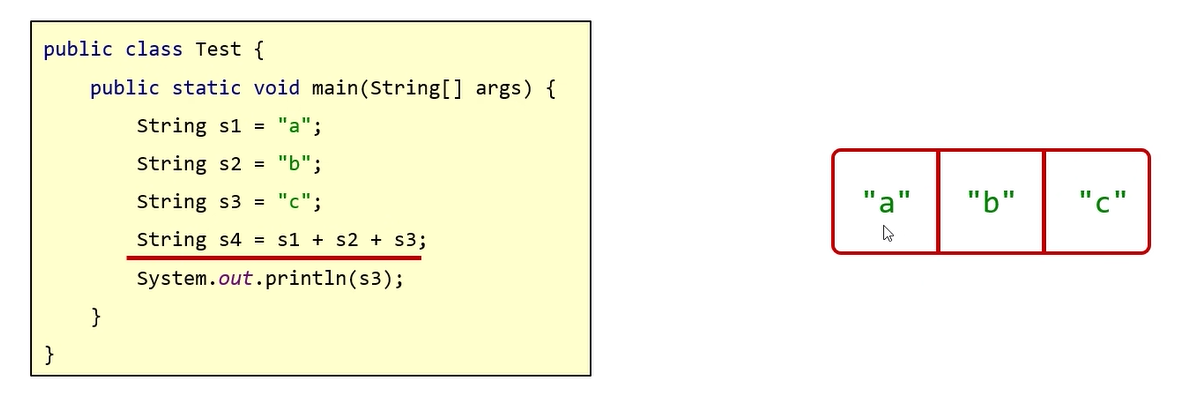 public class Test {
    public static void main(String[] args) {
        String s1 = "a";
        String s2 = "b";
        String s3 = "c";
        String s4 = s1 + s2 + s3;
        System.out.println(s3);
    }
}
"a" "b" "c"